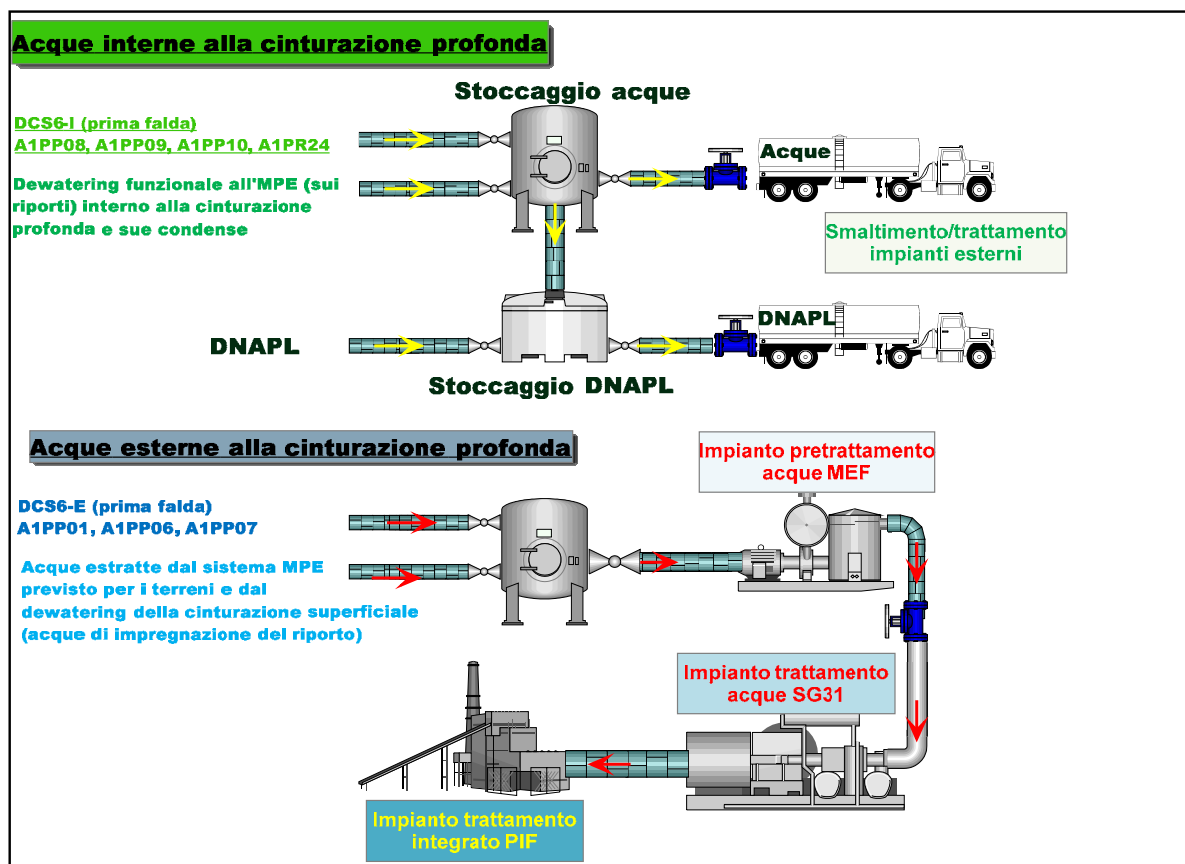 Acque interne alla cinturazione profonda
Stoccaggio acque
DCS6-I (prima falda)
A1PP08, A1PP09, A1PP10, A1PR24
Dewatering funzionale all'MPE (sui
riporti) interno alla cinturazione
profonda e sue condense
Acque
Smaltimento/trattamento
impianti esterni
DNAPL
DNAPL
Stoccaggio DNAPL
Acque esterne alla cinturazione profonda
Impianto pretrattamento
acque MEF
DCS6-E (prima falda)
A1PP01, A1PP06, A1PP07
Acque estratte dal sistema MPE
previsto per i terreni e dal
dewatering della cinturazione superficiale
(acque di impregnazione del riporto)
Impianto trattamento
acque SG31
Impianto trattamento
integrato PIF